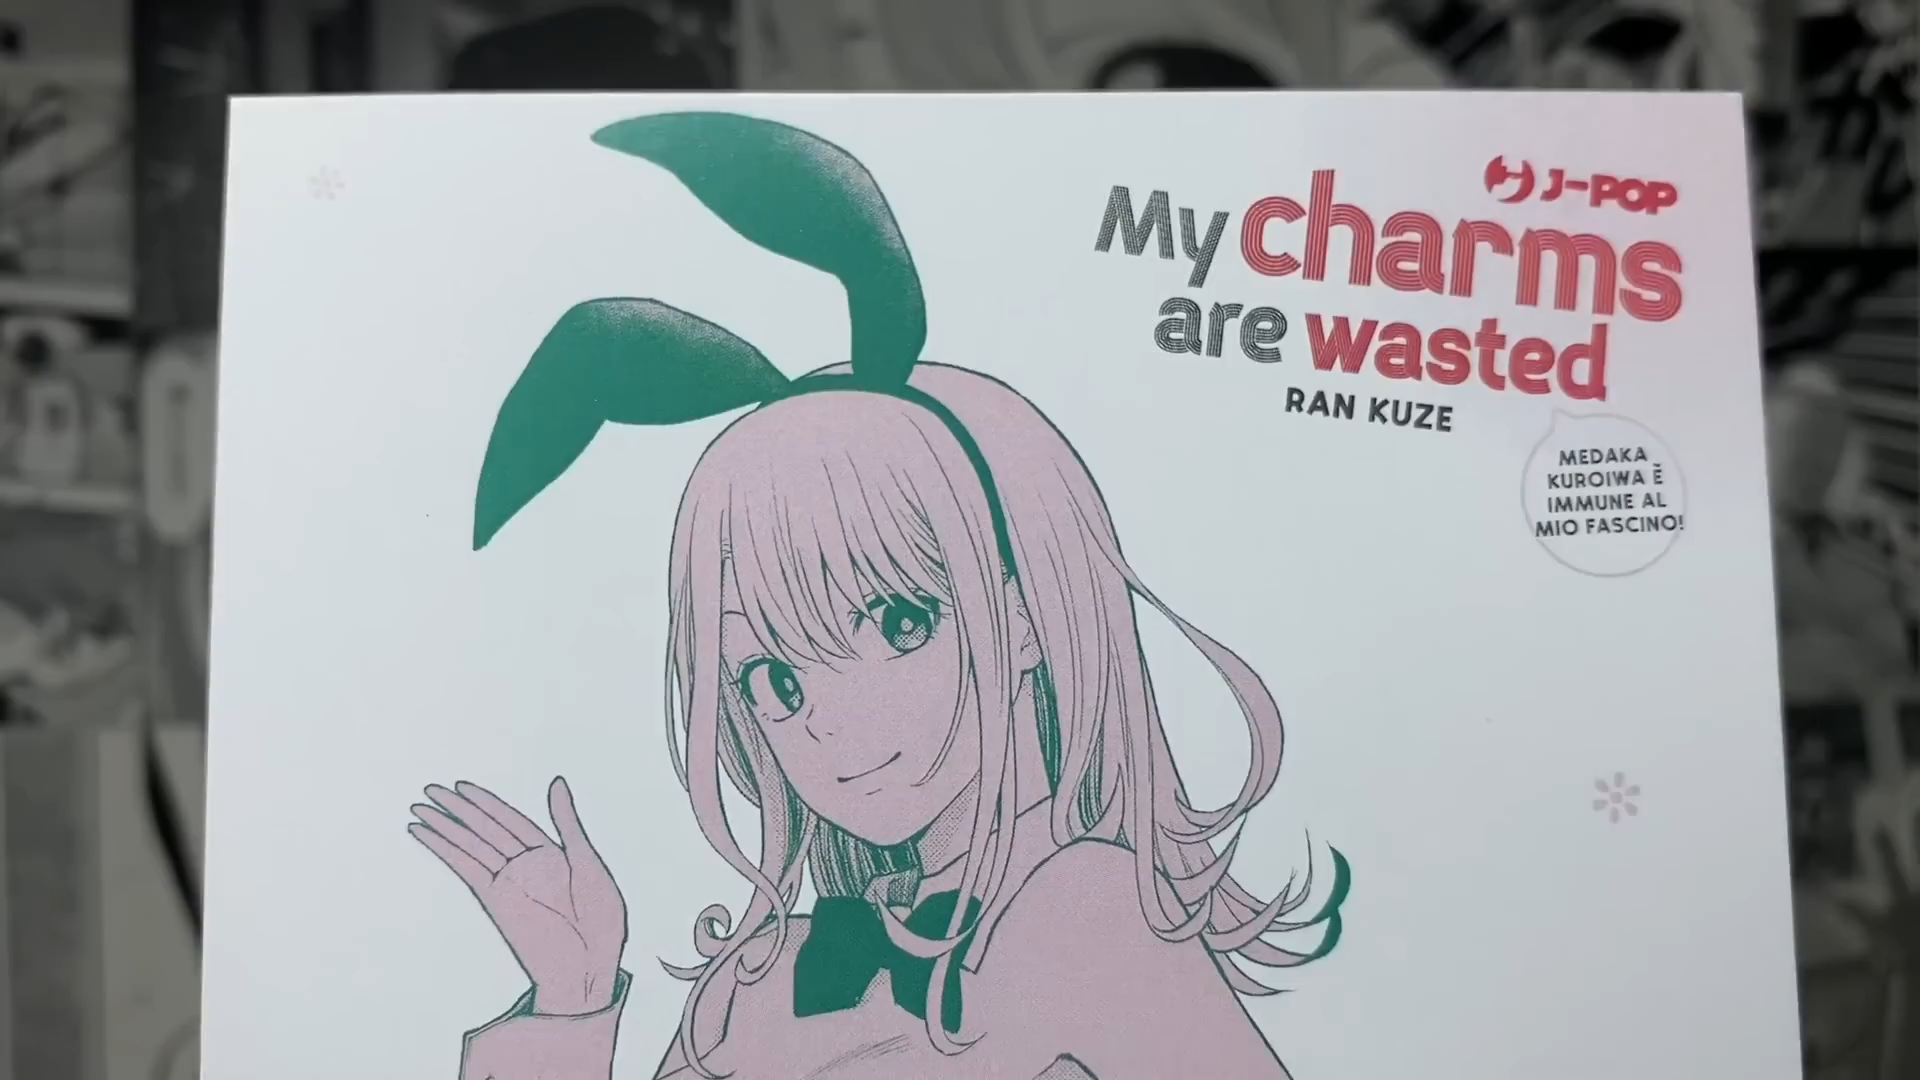 J-POP
My charms
are wasted
RAN KUZE
MEDAKA
KUROIWA È
IMMUNE AL
MIO FASCINO!